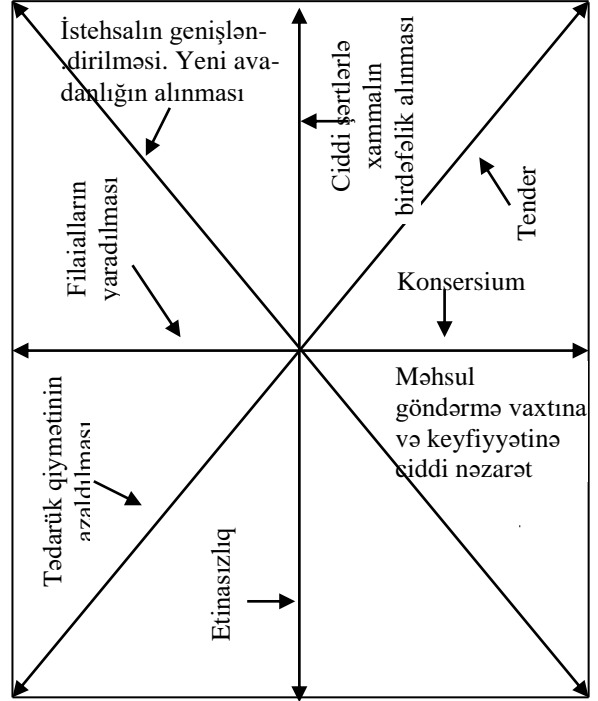 İstehsalın genişlən-
.dirilməsi. Yeni ava-
danlığın alınması
Ciddi şərtlərlə
xammalın
birdəfəlik alınması
Tender
Filaialların
yaradılması
Konsersium
Məhsul
göndərmə vaxtına
və keyfiyyətinə
ciddi nəzarət
Tədarük qiymətinin
azaldılması
Etinasızlıq